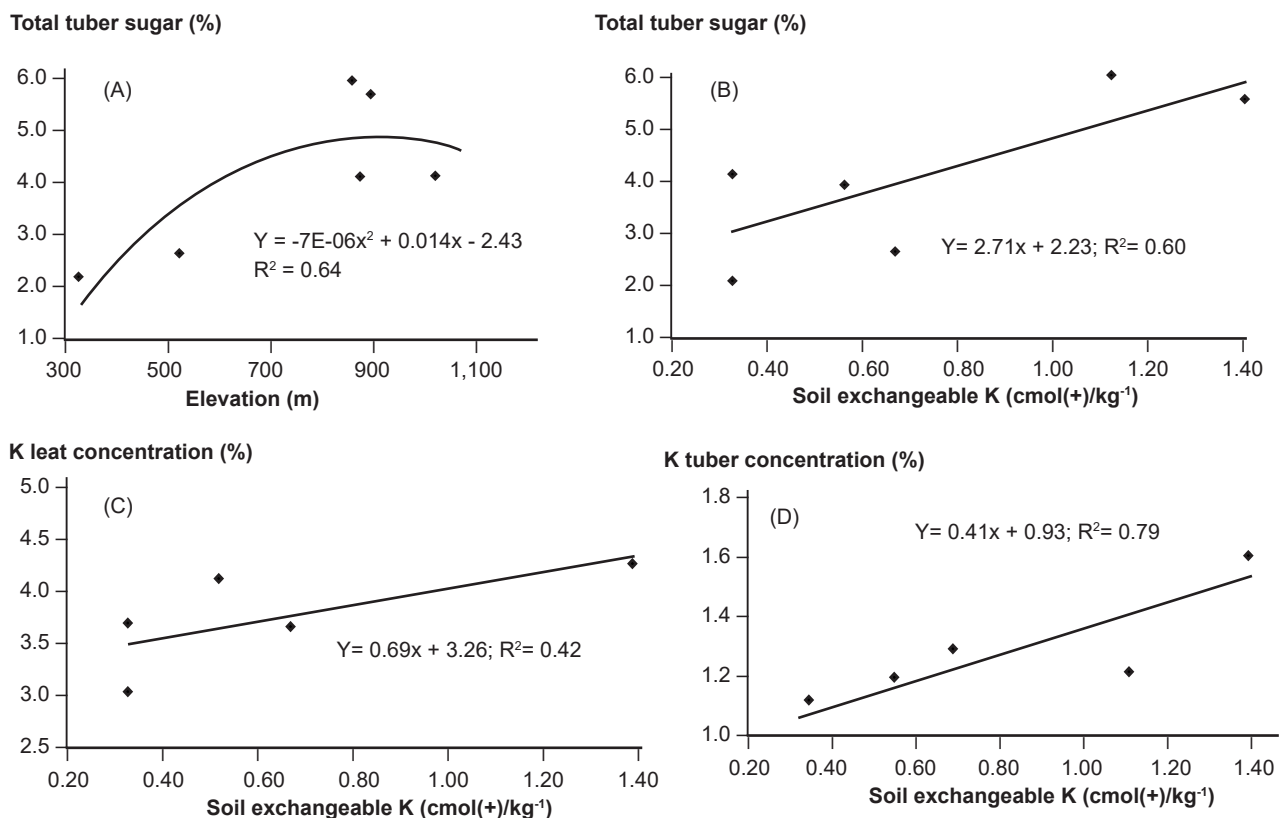 Total tuber sugar (%)
6.0
5.0
4.0
3.0
2.0
1.0
(A)
Y = -7E-06x² + 0.014x - 2.43
R² = 0.64
300 500 700 900 1,100
Elevation (m)
Total tuber sugar (%)
6.0
5.0
4.0
3.0
2.0
1.0
(B)
Y= 2.71x + 2.23; R²= 0.60
0.20 0.40 0.60 0.80 1.00 1.20 1.40
Soil exchangeable K (cmol(+)/kg⁻¹)
K leat concentration (%)
5.0
4.5
4.0
3.5
3.0
2.5
(C)
Y= 0.69x + 3.26; R²= 0.42
0.20 0.40 0.60 0.80 1.00 1.20 1.40
Soil exchangeable K (cmol(+)/kg⁻¹)
K tuber concentration (%)
1.8
1.6
1.4
1.2
1.0
(D)
Y= 0.41x + 0.93; R²= 0.79
0.20 0.40 0.60 0.80 1.00 1.20 1.40
Soil exchangeable K (cmol(+)/kg⁻¹)